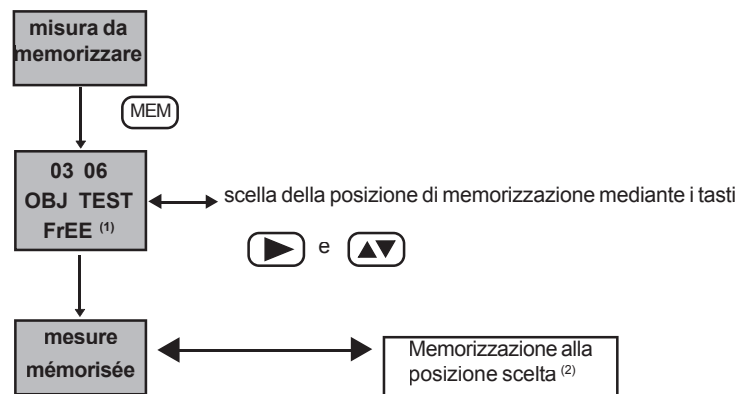 misura da
memorizzare
MEM
03 06
OBJ TEST
FrEE (1)
scella della posizione di memorizzazione mediante i tasti
e
mesure
mémorisée
Memorizzazione alla
posizione scelta (2)